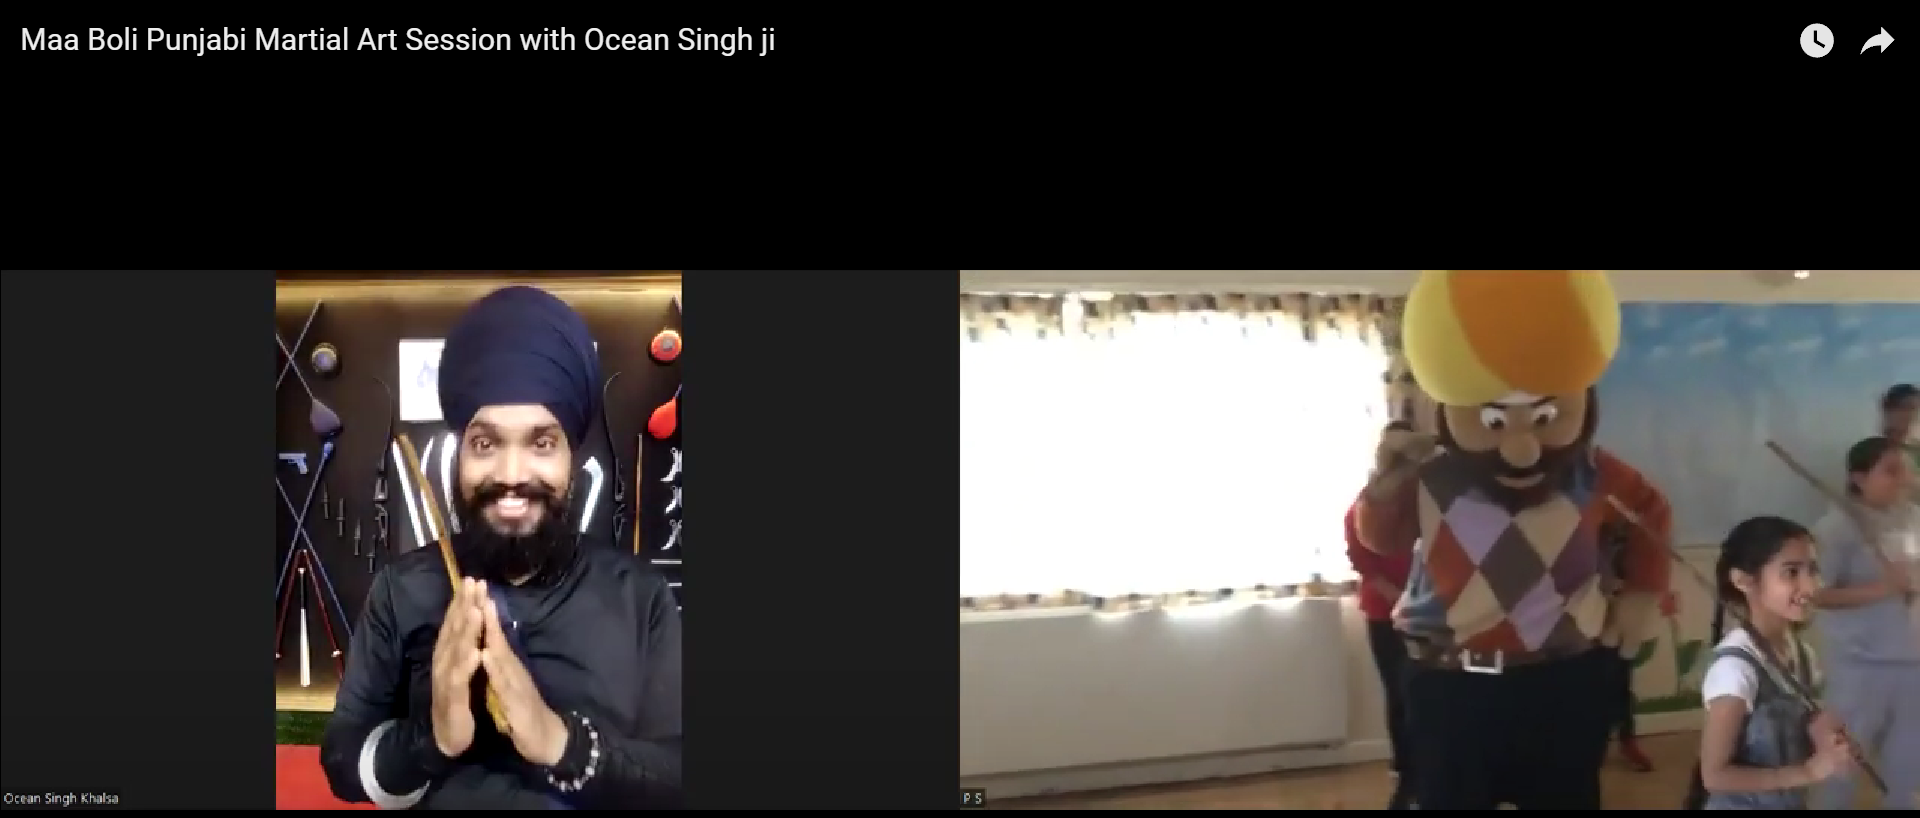 Maa Boli Punjabi Martial Art Session with Ocean Singh ji
Ocean Singh Khalsa
P S